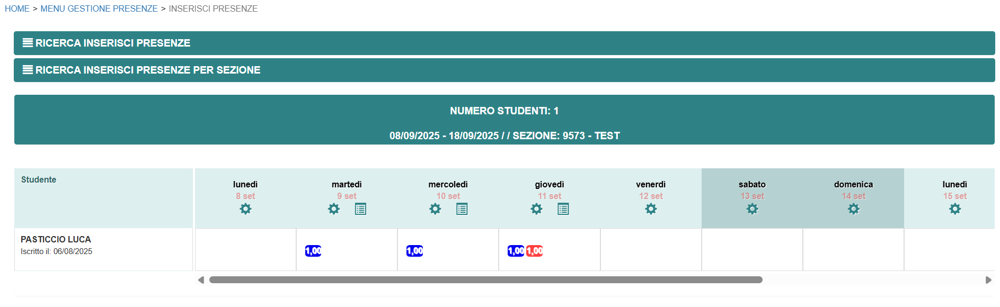 HOME > MENU GESTIONE PRESENZE > INSERISCI PRESENZE
RICERCA INSERISCI PRESENZE
RICERCA INSERISCI PRESENZE PER SEZIONE
NUMERO STUDENTI: 1
08/09/2025 - 18/09/2025 / / SEZIONE: 9573 - TEST
Studente
lunedì martedì mercoledì giovedì venerdì sabato domenica lunedì
8 set 9 set 10 set 11 set 12 set 13 set 14 set 15 set
PASTICCIO LUCA
Iscritto il: 06/08/2025
1,00 1,00 1,00 1,00